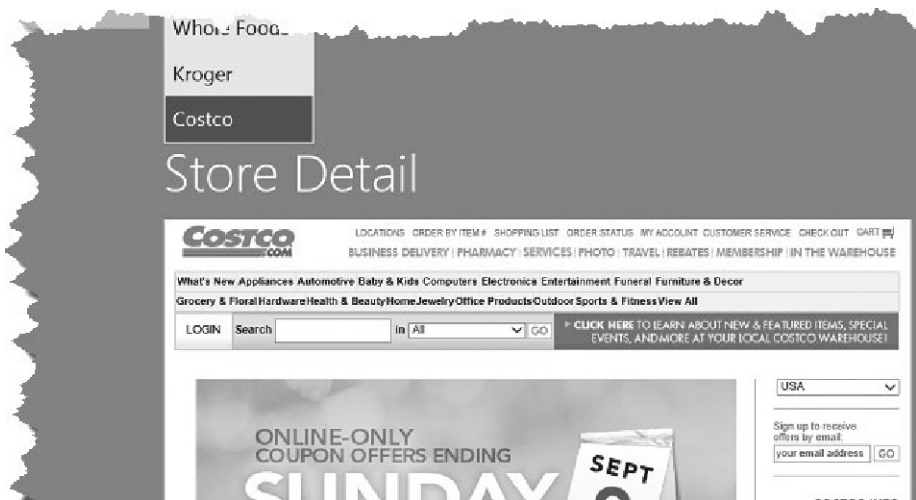 Whole Foods
Kroger
Costco
Store Detail
COSTCO
.COM
LOCATIONS ORDER BY ITEM # SHOPPING LIST ORDER STATUS MY ACCOUNT CUSTOMER SERVICE CHECKOUT CART
BUSINESS DELIVERY | PHARMACY | SERVICES | PHOTO | TRAVEL | REBATES | MEMBERSHIP | IN THE WAREHOUSE
What's New Appliances Automotive Baby & Kids Computers Electronics Entertainment Funeral Furniture & Decor
Grocery & Floral Hardware Health & Beauty Home Jewelry Office Products Outdoor Sports & Fitness View All
LOGIN Search in All GO
CLICK HERE TO LEARN ABOUT NEW & FEATURED ITEMS, SPECIAL
EVENTS, AND MORE AT YOUR LOCAL COSTCO WAREHOUSE!
USA
Sign up to receive
offers by email:
your email address GO
ONLINE-ONLY
COUPON OFFERS ENDING
SUNDAY
SEPT